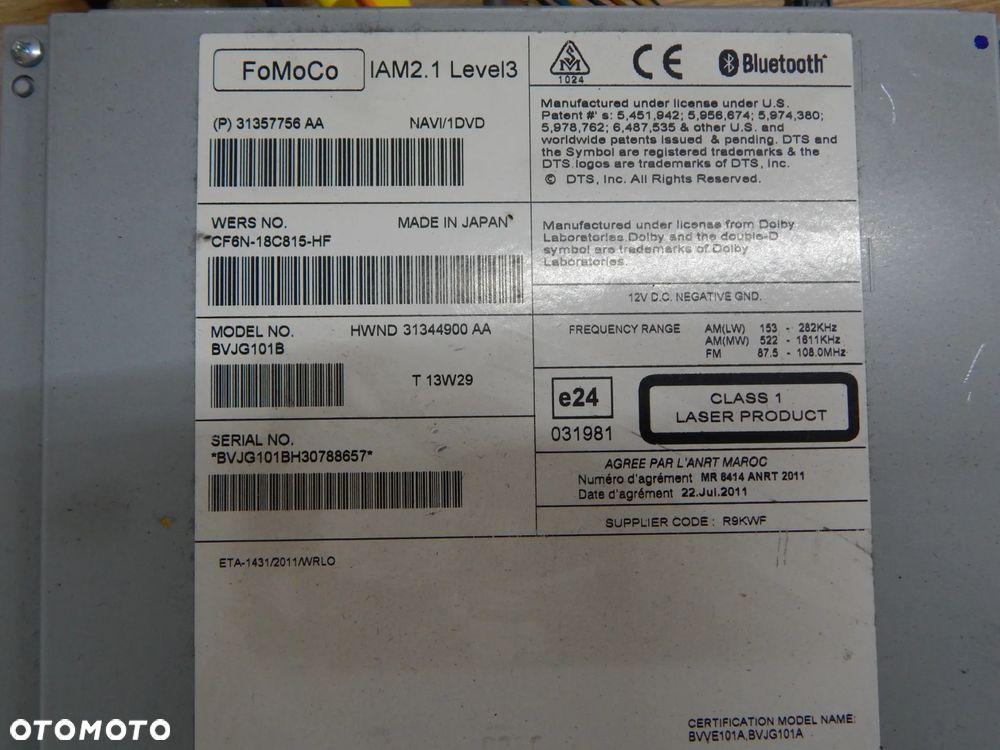 FoMoCo IAM2.1 Level3
(P) 31357756 AA NAVI/1DVD
WERS NO. MADE IN JAPAN
*CF6N-18C815-HF
MODEL NO. HWND 31344900 AA
BVJG101B
T 13W29
SERIAL NO.
*BVJG101BH30788657*
SM
1024
CE
Bluetooth
Manufactured under license under U.S.
Patent #' s: 5,451,942; 5,956,674; 5,974,380;
5,978,762; 6,487,535 & other U.S. and
worldwide patents issued & pending. DTS and
the Symbol are registered trademarks & the
DTS logos are trademarks of DTS, Inc.
© DTS, Inc. All Rights Reserved.
Manufactured under license from Dolby
Laboratories.Dolby and the double-D
symbol are trademarks of Dolby
Laboratories.
12V D.C. NEGATIVE GND.
FREQUENCY RANGE AM(LW) 153 - 282KHz
AM(MW) 522 - 1611KHz
FM 87.5 - 108.0MHz
e24
031981
CLASS 1
LASER PRODUCT
AGREE PAR L'ANRT MAROC
Numéro d'agrément MR 6414 ANRT 2011
Date d'agrément 22.Jul.2011
SUPPLIER CODE : R9KWF
ETA-1431/2011/WRLO
CERTIFICATION MODEL NAME:
BVVE101A,BVJG101A
OTOMOTO